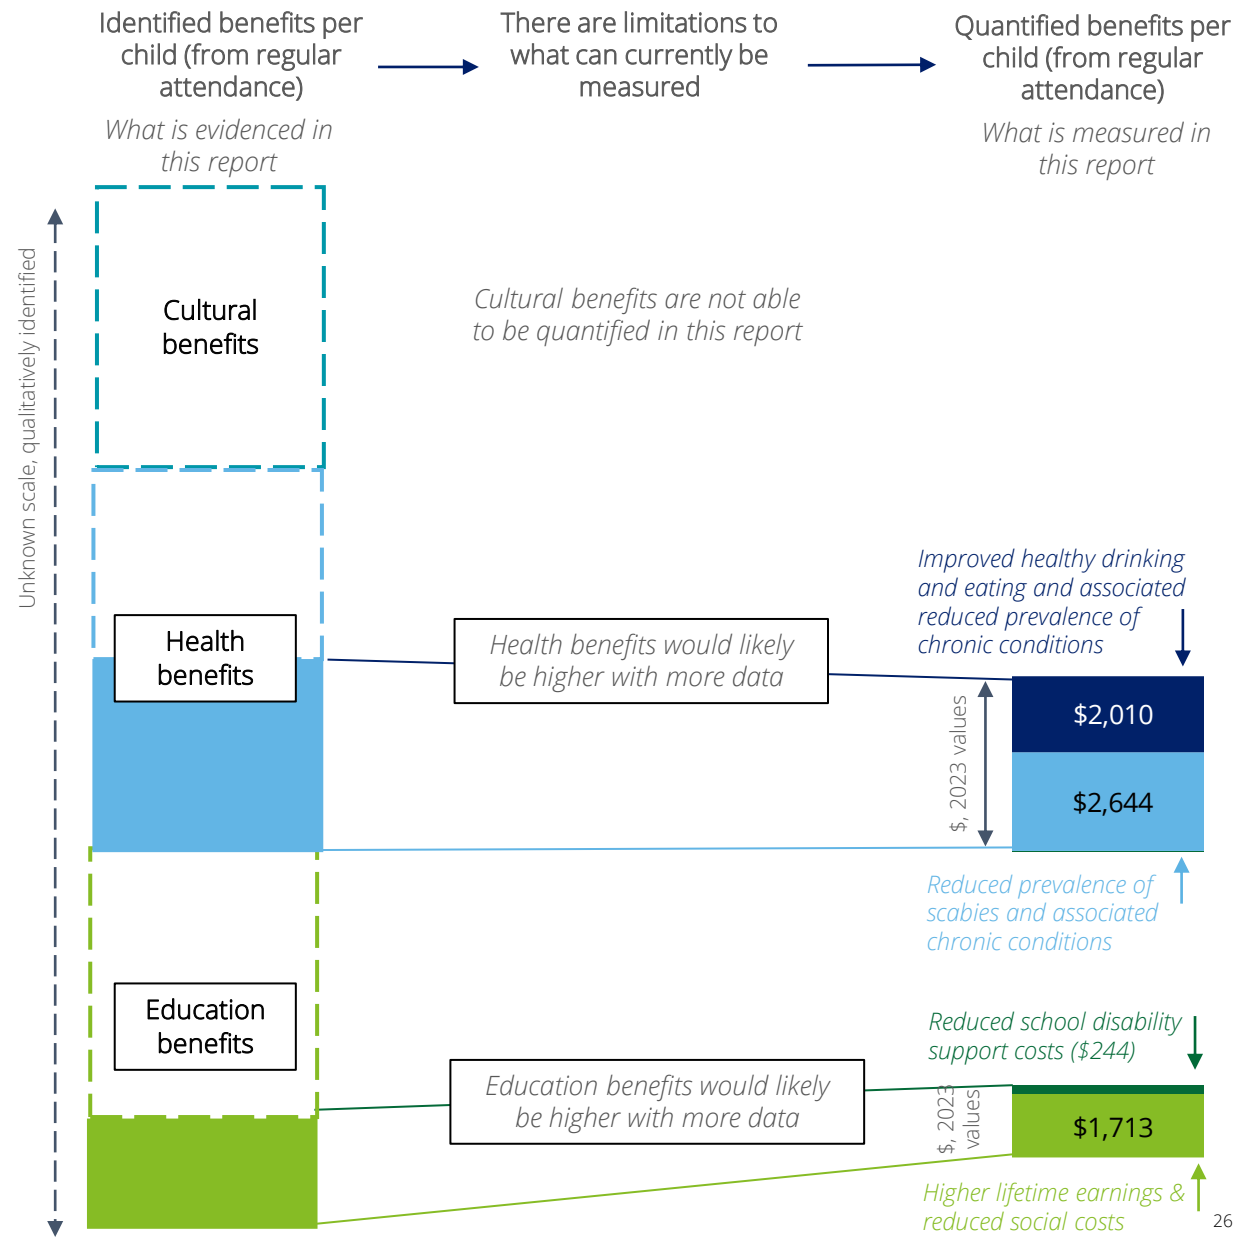 Identified benefits per
child (from regular
attendance)
What is evidenced in
this report
There are limitations to
what can currently be
measured
Quantified benefits per
child (from regular
attendance)
What is measured in
this report
Unknown scale, qualitatively identified
Cultural
benefits
Cultural benefits are not able
to be quantified in this report
Improved healthy drinking
and eating and associated
reduced prevalence of
chronic conditions
Health
benefits
Health benefits would likely
be higher with more data
$, 2023 values
$2,010
$2,644
Reduced prevalence of
scabies and associated
chronic conditions
Education
benefits
Reduced school disability
support costs ($244)
Education benefits would likely
be higher with more data
$, 2023
values
$1,713
Higher lifetime earnings &
reduced social costs
26